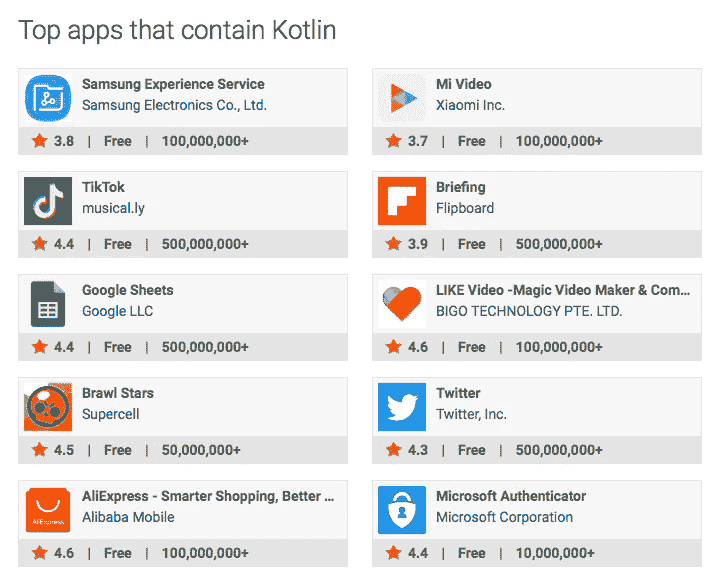 Top apps that contain Kotlin
Samsung Experience Service
Samsung Electronics Co., Ltd.
3.8 | Free | 100,000,000+
Mi Video
Xiaomi Inc.
3.7 | Free | 100,000,000+
TikTok
musical.ly
4.4 | Free | 500,000,000+
Briefing
Flipboard
3.9 | Free | 500,000,000+
Google Sheets
Google LLC
4.4 | Free | 500,000,000+
LIKE Video -Magic Video Maker & Com...
BIGO TECHNOLOGY PTE. LTD.
4.6 | Free | 100,000,000+
Brawl Stars
Supercell
4.5 | Free | 50,000,000+
Twitter
Twitter, Inc.
4.3 | Free | 500,000,000+
AliExpress
AliExpress - Smarter Shopping, Better ...
Alibaba Mobile
4.6 | Free | 100,000,000+
Microsoft Authenticator
Microsoft Corporation
4.4 | Free | 10,000,000+